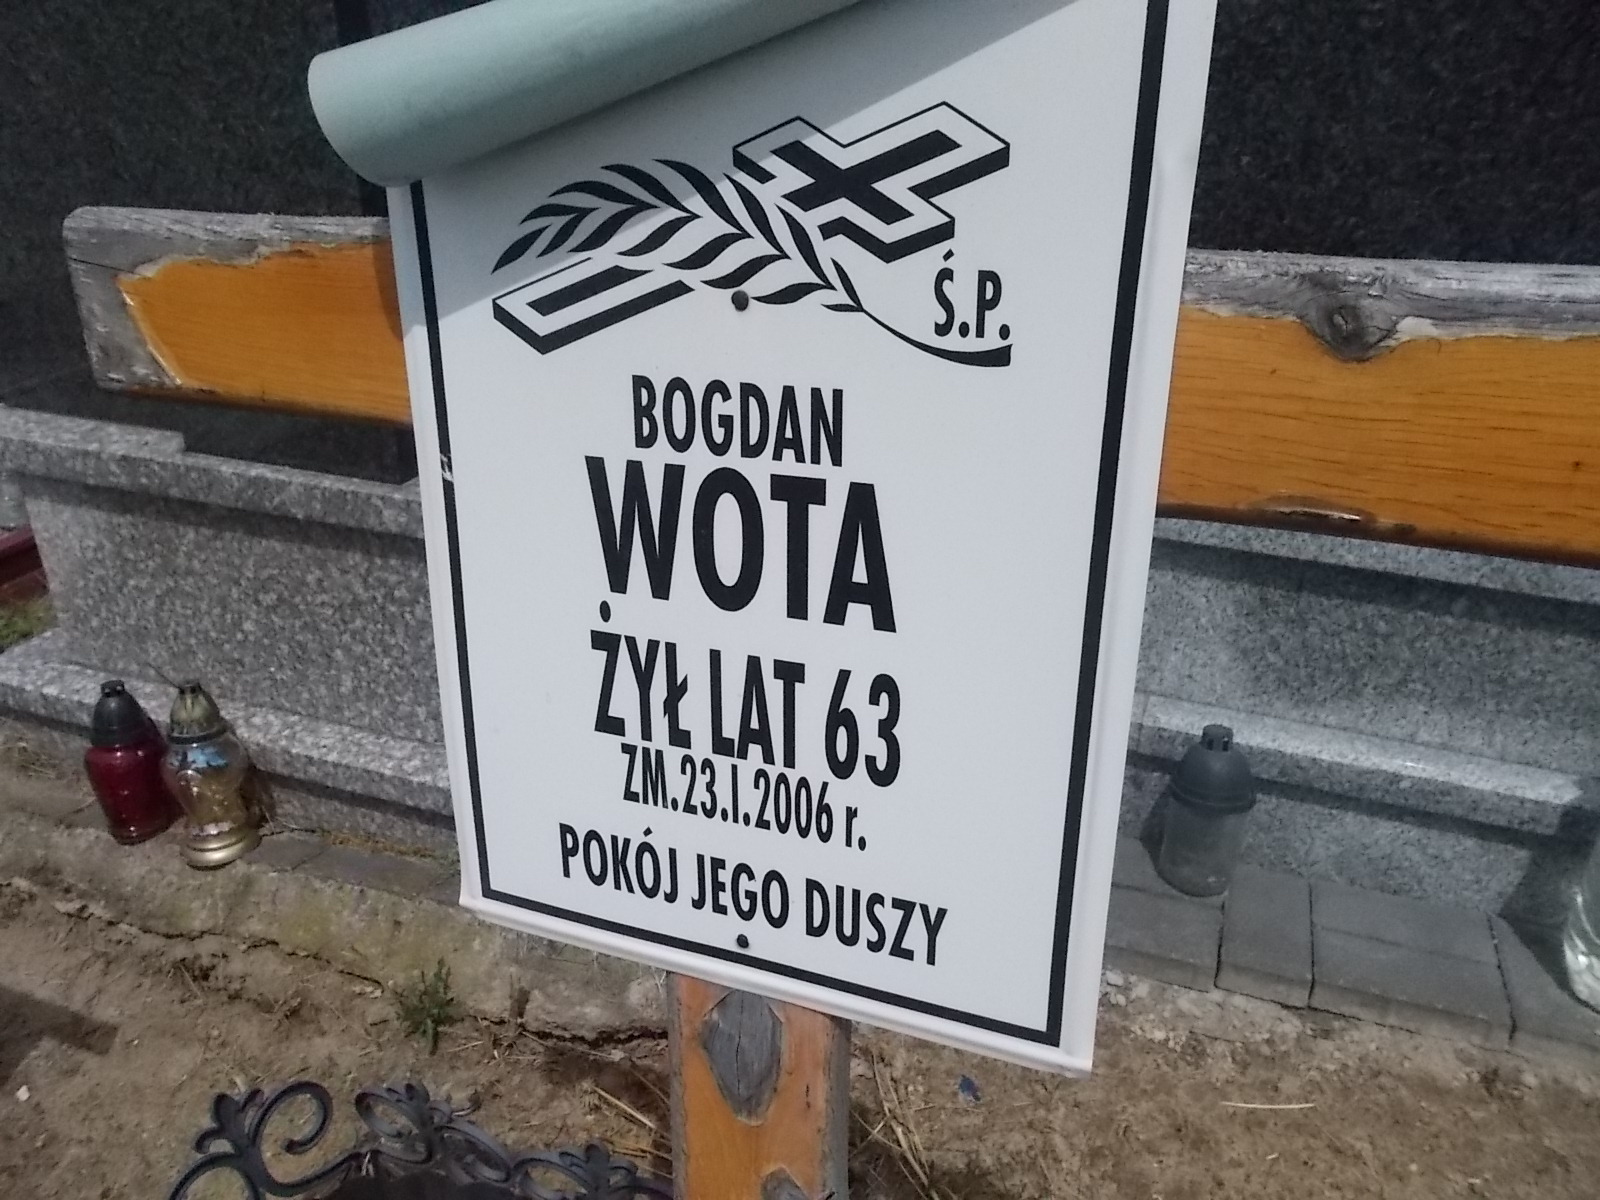 Ś.P.
BOGDAN
WOTA
ŻYŁ LAT 63
ZM.23.I.2006 r.
POKÓJ JEGO DUSZY